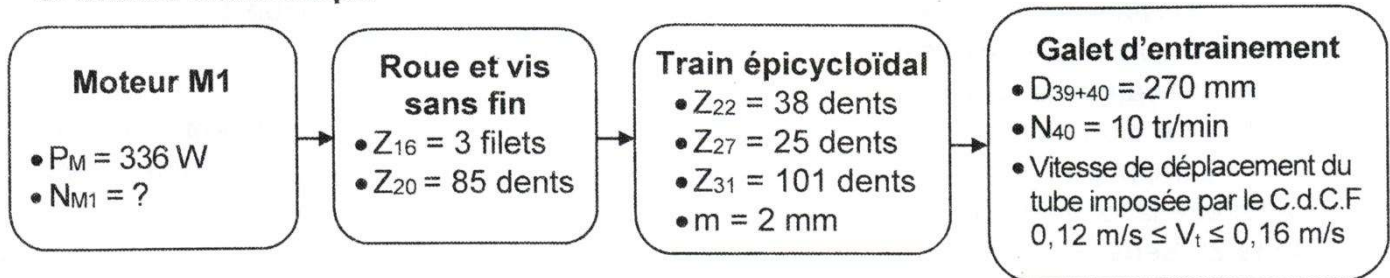 Moteur M1
• PM = 336 W
• NM1 = ?
Roue et vis
sans fin
• Z16 = 3 filets
• Z20 = 85 dents
Train épicycloïdal
• Z22 = 38 dents
• Z27 = 25 dents
• Z31 = 101 dents
• m = 2 mm
Galet d'entrainement
• D39+40 = 270 mm
• N40 = 10 tr/min
• Vitesse de déplacement du
tube imposée par le C.d.C.F
0,12 m/s ≤ Vt ≤ 0,16 m/s